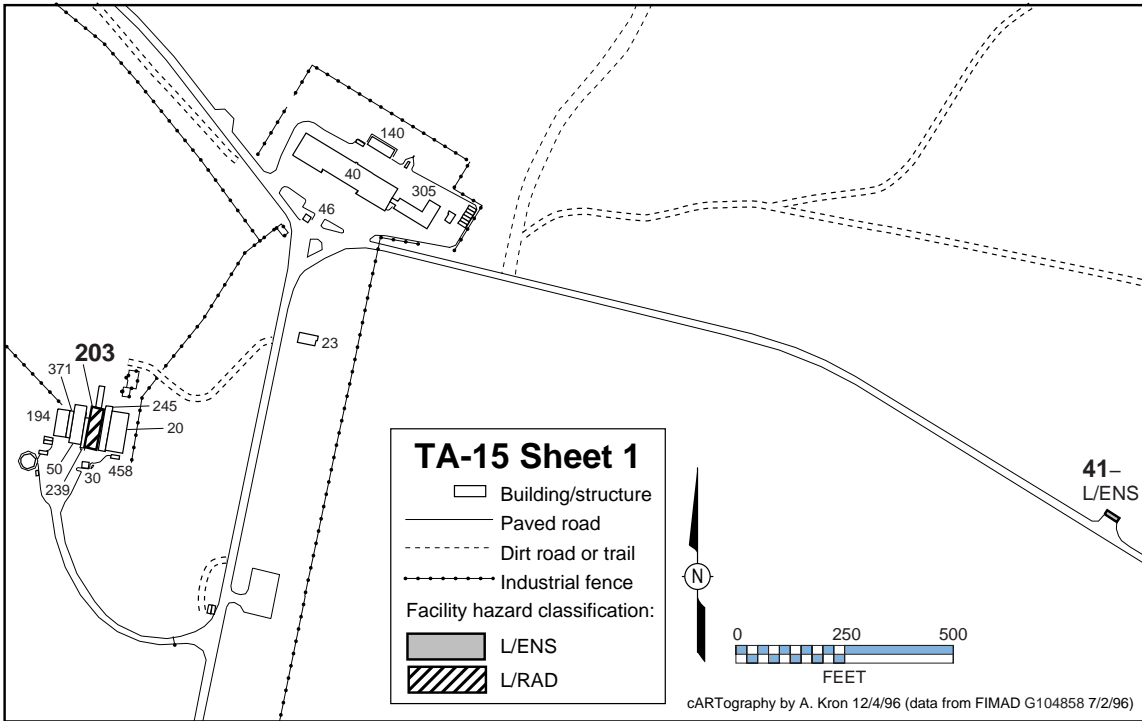 140
40
305
46
23
203
371
245
194
20
50
30
458
239
TA-15 Sheet 1
Building/structure
Paved road
Dirt road or trail
Industrial fence
Facility hazard classification:
L/ENS
L/RAD
N
41–
L/ENS
0 250 500
FEET
cARTography by A. Kron 12/4/96 (data from FIMAD G104858 7/2/96)